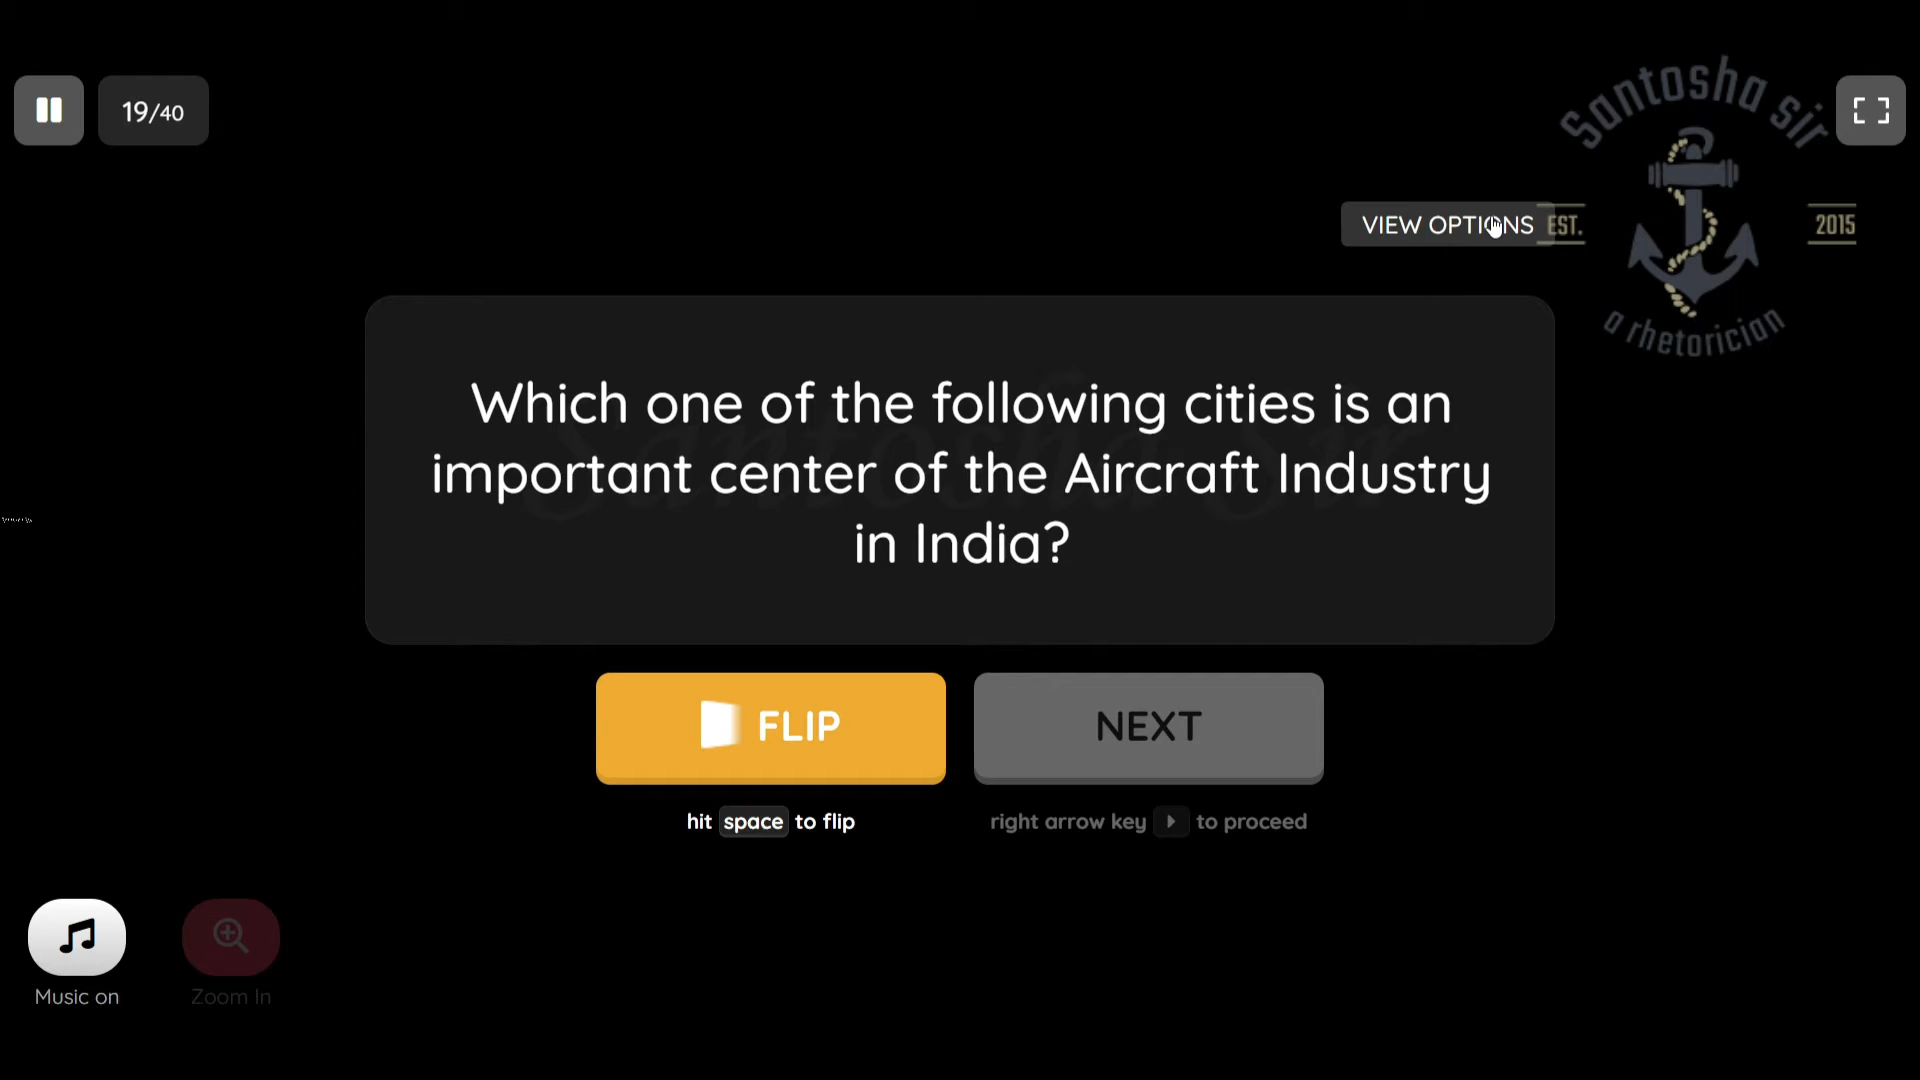 19/40
Santosha sir
VIEW OPTIONS
EST.
2015
a rhetorician
Which one of the following cities is an
important center of the Aircraft Industry
in India?
Santosha Sir
FLIP
NEXT
hit space to flip
right arrow key to proceed
Music on
Zoom In